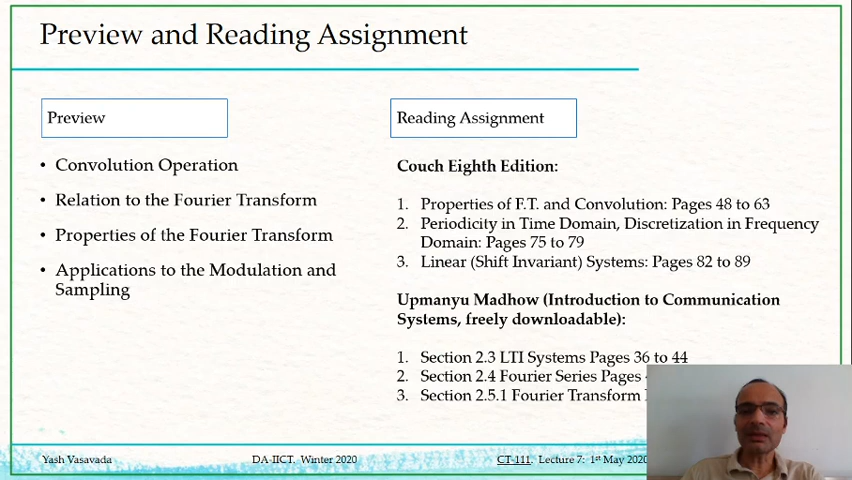 Preview and Reading Assignment
Preview
• Convolution Operation
• Relation to the Fourier Transform
• Properties of the Fourier Transform
• Applications to the Modulation and
Sampling
Reading Assignment
Couch Eighth Edition:
1. Properties of F.T. and Convolution: Pages 48 to 63
2. Periodicity in Time Domain, Discretization in Frequency
Domain: Pages 75 to 79
3. Linear (Shift Invariant) Systems: Pages 82 to 89
Upmanyu Madhow (Introduction to Communication
Systems, freely downloadable):
1. Section 2.3 LTI Systems Pages 36 to 44
2. Section 2.4 Fourier Series Pages
3. Section 2.5.1 Fourier Transform
Yash Vasavada
DA-IICT, Winter 2020
CT-111, Lecture 7: 1st May 2020